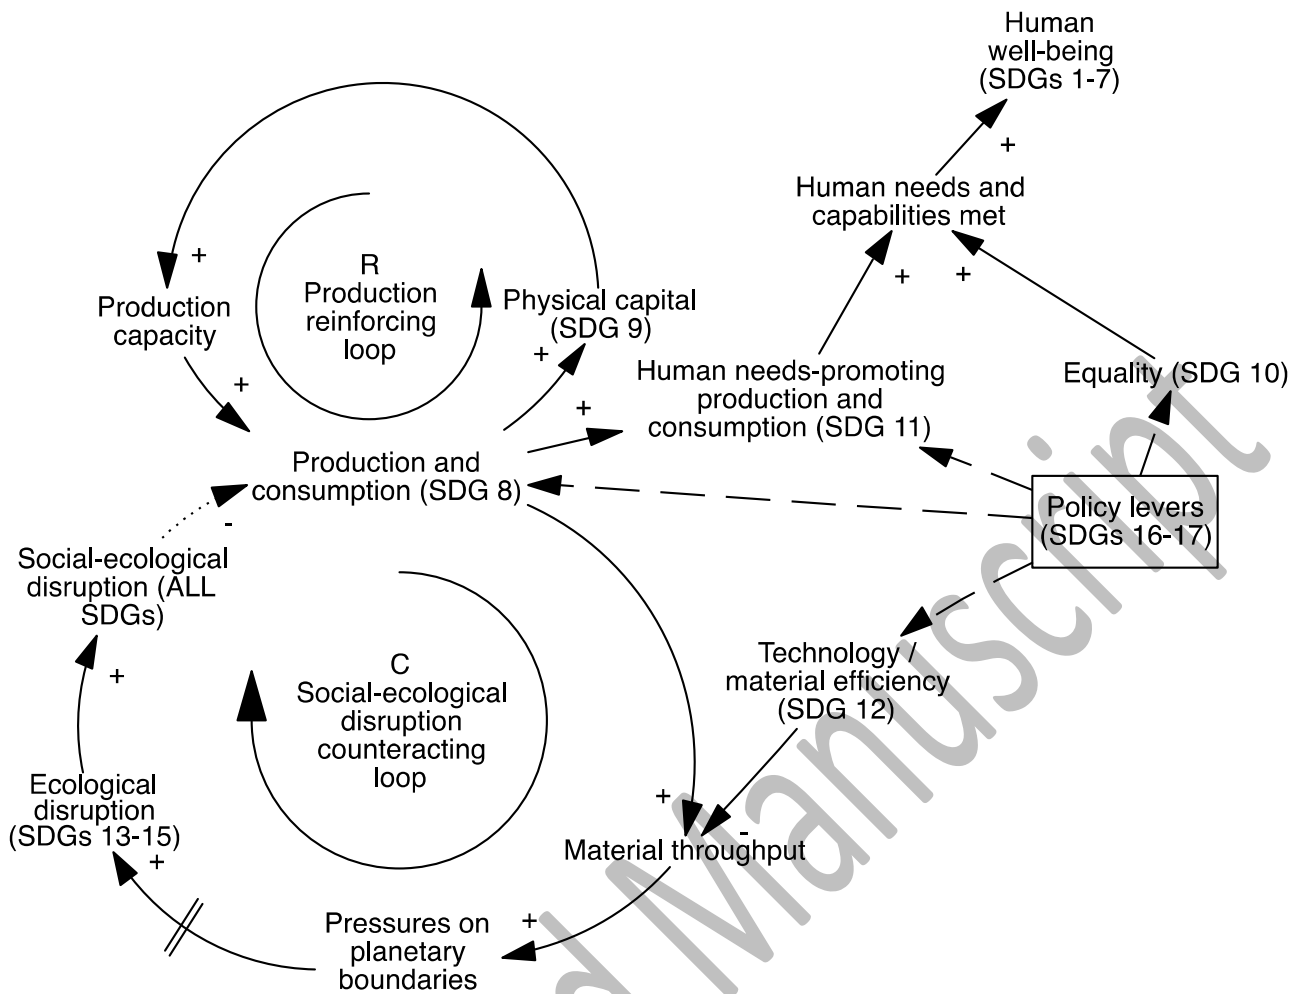 Human
well-being
(SDGs 1-7)
+
Human needs and
capabilities met
+
+
R
Production
reinforcing
loop
+
Production
capacity
+
Physical capital
(SDG 9)
+
Human needs-promoting
production and
consumption (SDG 11)
+
Equality (SDG 10)
Production and
consumption (SDG 8)
-
Policy levers
(SDGs 16-17)
Social-ecological
disruption (ALL
SDGs)
+
C
Social-ecological
disruption
counteracting
loop
Technology /
material efficiency
(SDG 12)
Ecological
disruption
(SDGs 13-15)
+
+
-
Material throughput
+
Pressures on
planetary
boundaries
d Manuscript